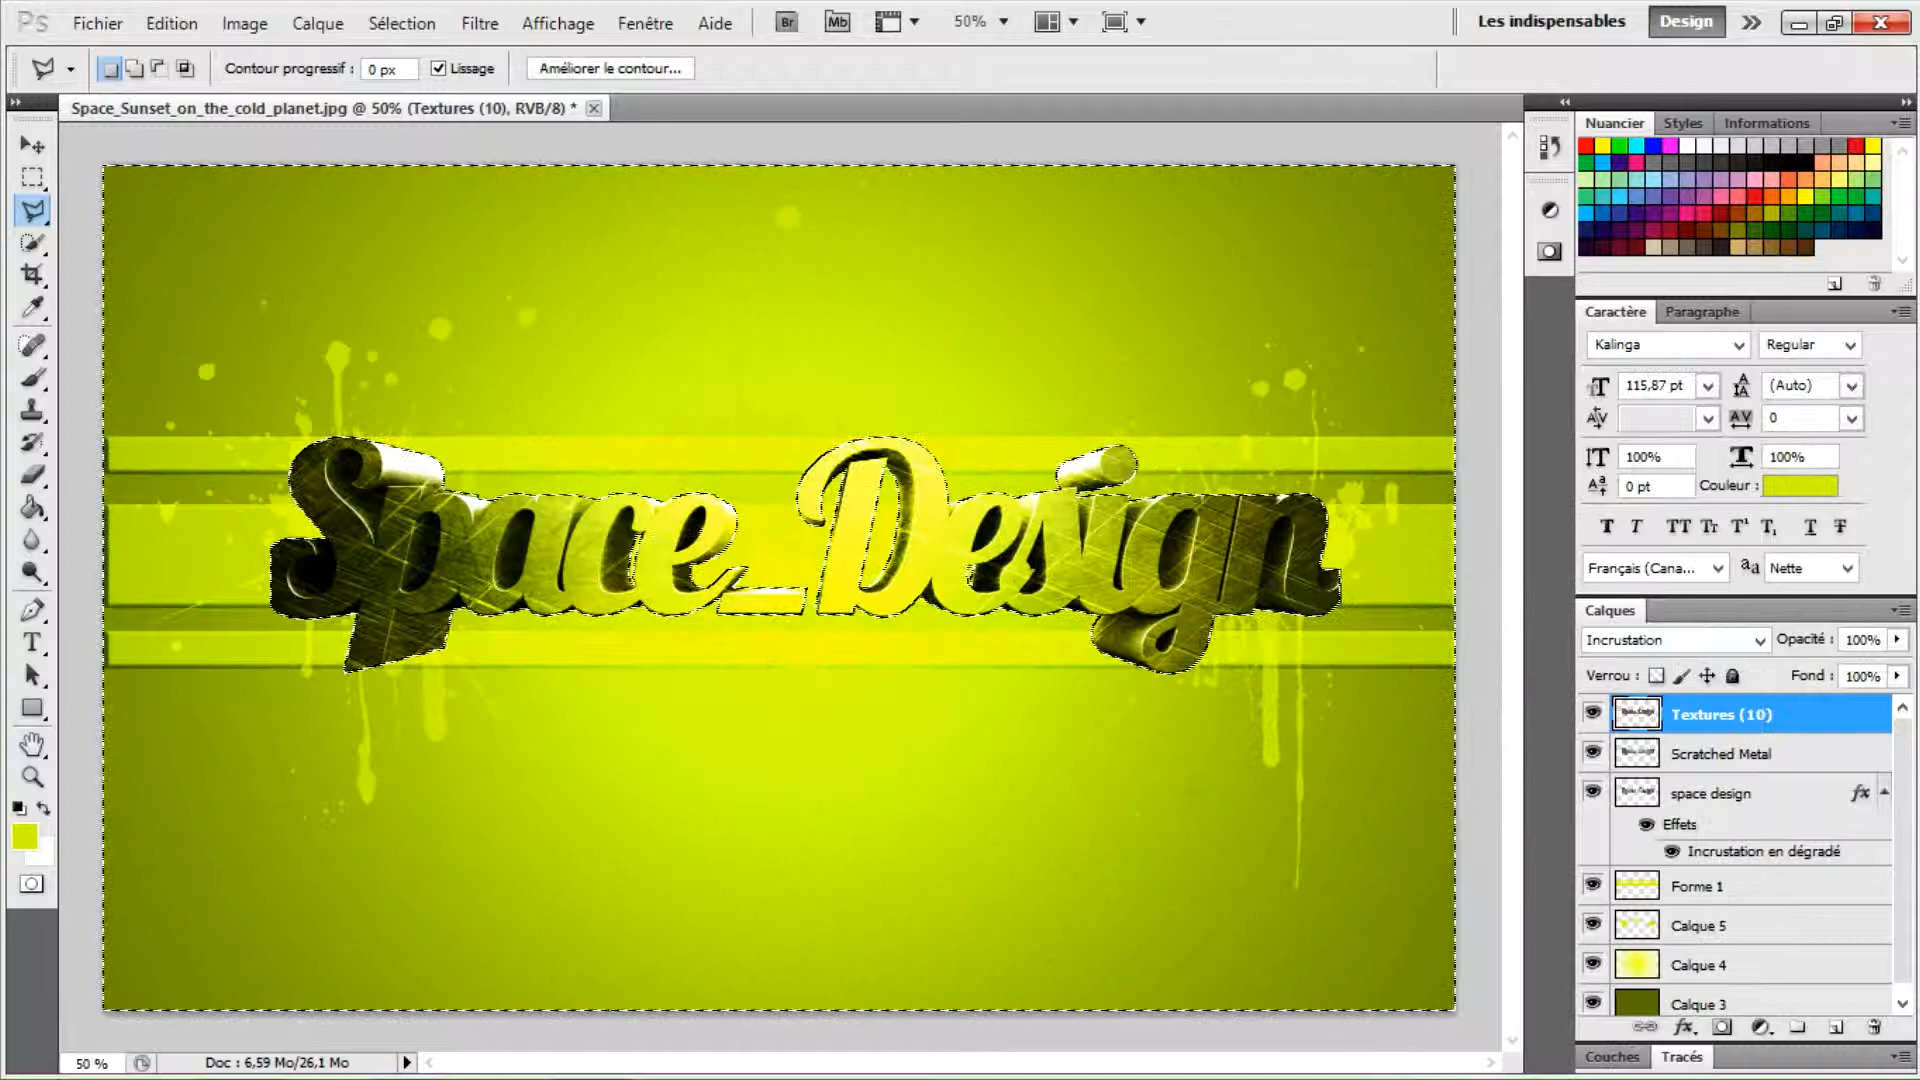 Ps Fichier Edition Image Calque Sélection Filtre Affichage Fenêtre Aide Br Mb 50% Les indispensables Design
Contour progressif : 0 px Lissage Améliorer le contour...
Space_Sunset_on_the_cold_planet.jpg @ 50% (Textures (10), RVB/8) *
Nuancier Styles Informations
Caractère Paragraphe
Kalinga Regular
115,87 pt (Auto)
0
100% 100%
0 pt Couleur :
Français (Cana... Nette
Calques
Incrustation Opacité : 100%
Verrou : Fond : 100%
Textures (10)
Scratched Metal
space design fx
Effets
Incrustation en dégradé
Forme 1
Calque 5
Calque 4
Calque 3
Couches Tracés
Space_Design
50 % Doc : 6,59 Mo/26,1 Mo